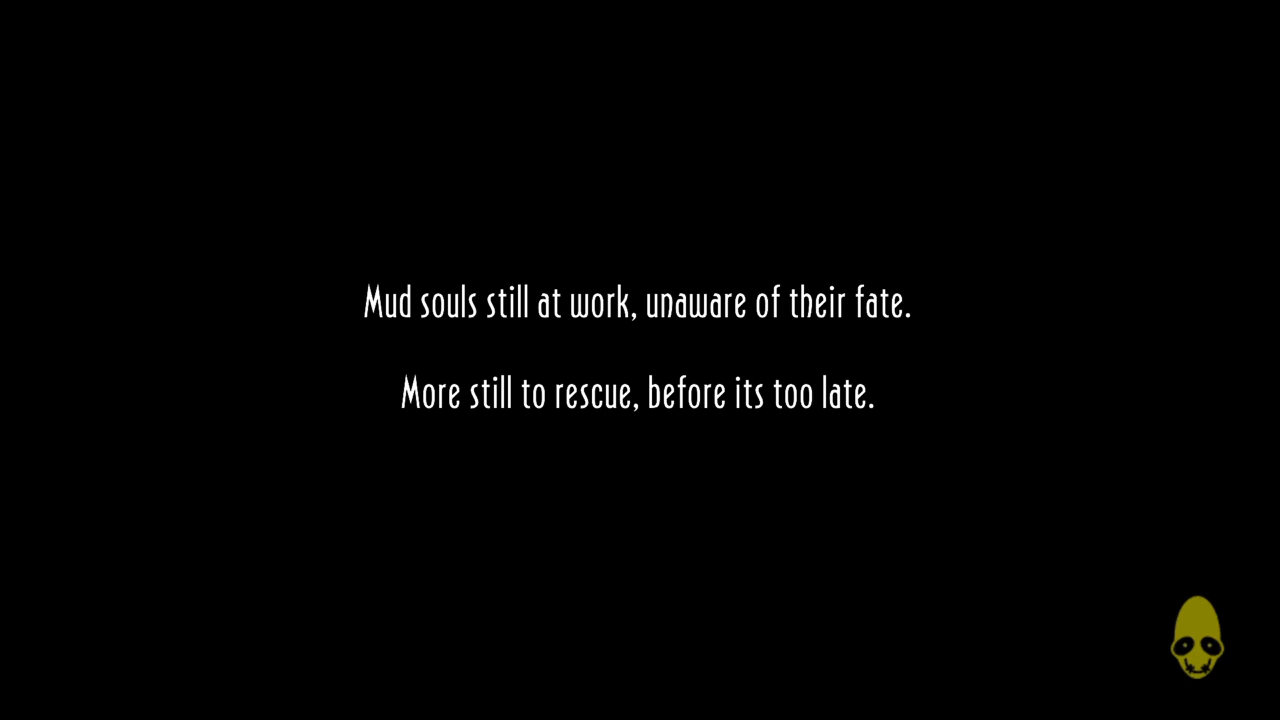 Mud souls still at work, unaware of their fate.
More still to rescue, before its too late.